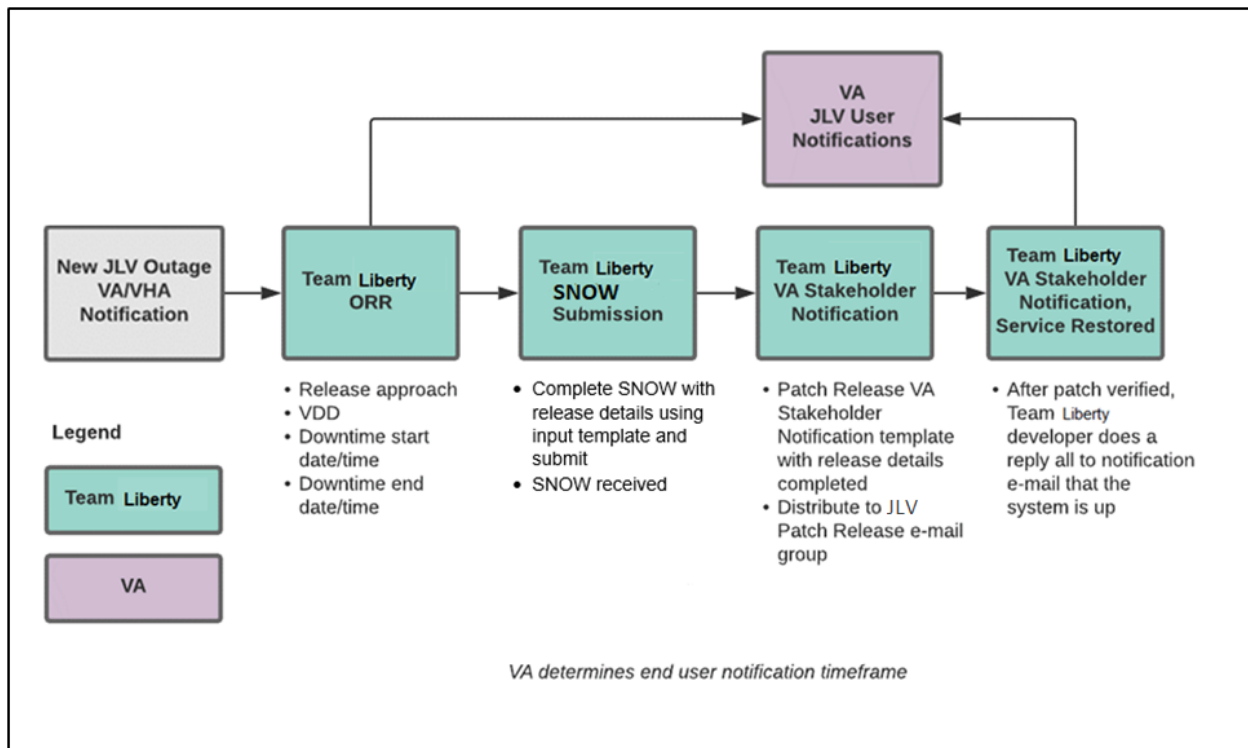 VA
JLV User
Notifications
New JLV Outage
VA/VHA
Notification
Team Liberty
ORR
Team Liberty
SNOW
Submission
Team Liberty
VA Stakeholder
Notification
Team Liberty
VA Stakeholder
Notification,
Service Restored
• Release approach
• VDD
• Downtime start
date/time
• Downtime end
date/time
• Complete SNOW with
release details using
input template and
submit
• SNOW received
• Patch Release VA
Stakeholder
Notification template
with release details
completed
• Distribute to JLV
Patch Release e-mail
group
• After patch verified,
Team Liberty
developer does a
reply all to notification
e-mail that the
system is up
Legend
Team Liberty
VA
VA determines end user notification timeframe